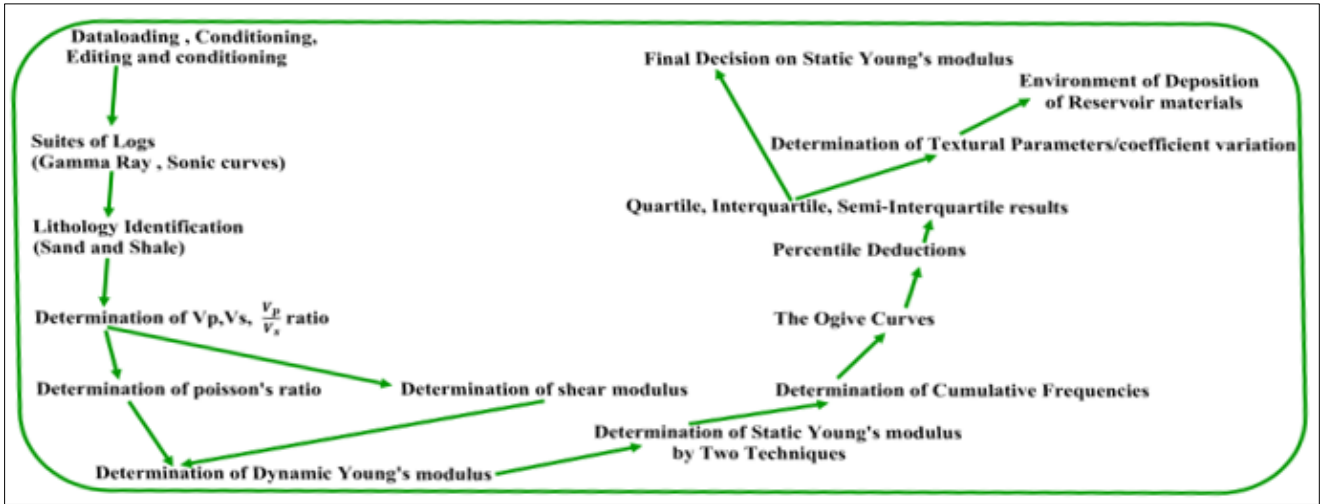 Dataloading , Conditioning,
Editing and conditioning
Suites of Logs
(Gamma Ray , Sonic curves)
Lithology Identification
(Sand and Shale)
Determination of Vp,Vs, Vp/Vs ratio
Determination of poisson's ratio
Determination of shear modulus
Determination of Dynamic Young's modulus
Determination of Static Young's modulus
by Two Techniques
Determination of Cumulative Frequencies
The Ogive Curves
Percentile Deductions
Quartile, Interquartile, Semi-Interquartile results
Final Decision on Static Young's modulus
Determination of Textural Parameters/coefficient variation
Environment of Deposition
of Reservoir materials